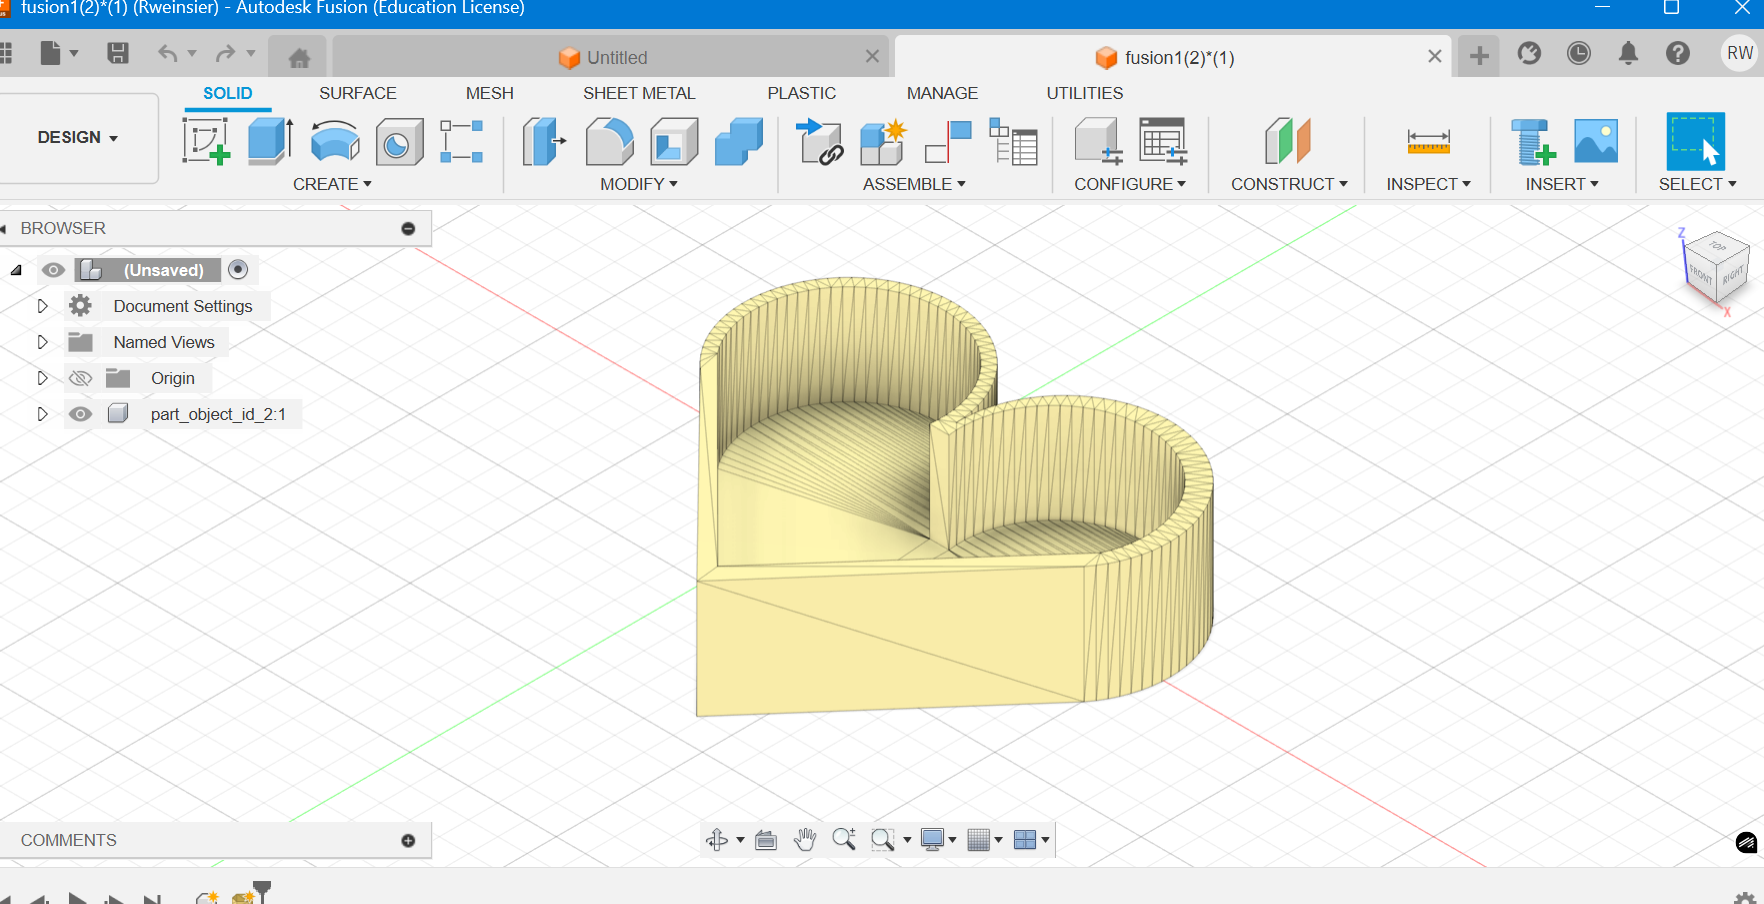 fusion1(2)*(1) (Rweinsier) - Autodesk Fusion (Education License)
Untitled
fusion1(2)*(1)
RW
SOLID SURFACE MESH SHEET METAL PLASTIC MANAGE UTILITIES
DESIGN
CREATE MODIFY ASSEMBLE CONFIGURE CONSTRUCT INSPECT INSERT SELECT
BROWSER
(Unsaved)
Document Settings
Named Views
Origin
part_object_id_2:1
Z
TOP
FRONT
RIGHT
X
COMMENTS